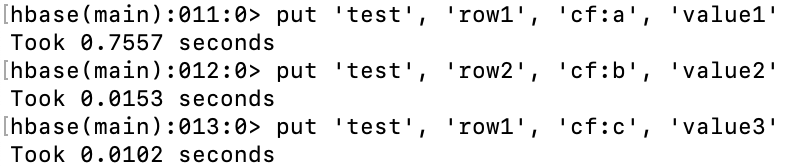 [hbase(main):011:0> put 'test', 'row1', 'cf:a', 'value1'
Took 0.7557 seconds
[hbase(main):012:0> put 'test', 'row2', 'cf:b', 'value2'
Took 0.0153 seconds
[hbase(main):013:0> put 'test', 'row1', 'cf:c', 'value3'
Took 0.0102 seconds